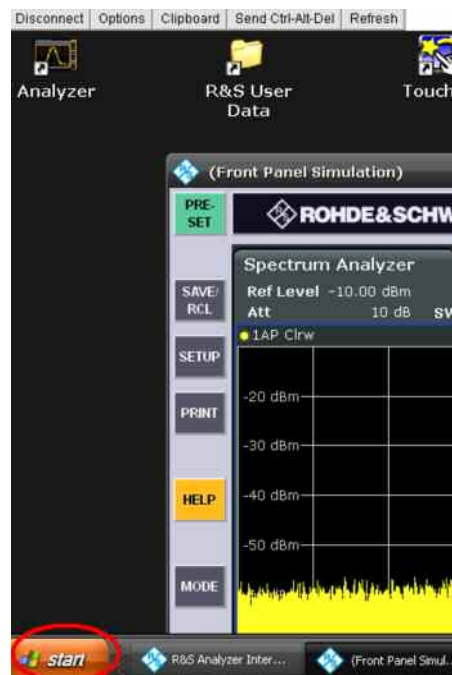 Disconnect Options Clipboard Send Ctrl-Alt-Del Refresh
Analyzer
R&S User
Data
Touch
(Front Panel Simulation)
PRE-
SET
ROHDE&SCHW
Spectrum Analyzer
Ref Level -10.00 dBm
Att 10 dB SW
1AP Clrw
SAVE/
RCL
SETUP
PRINT
HELP
MODE
-20 dBm
-30 dBm
-40 dBm
-50 dBm
start
R&S Analyzer Inter...
(Front Panel Simul...